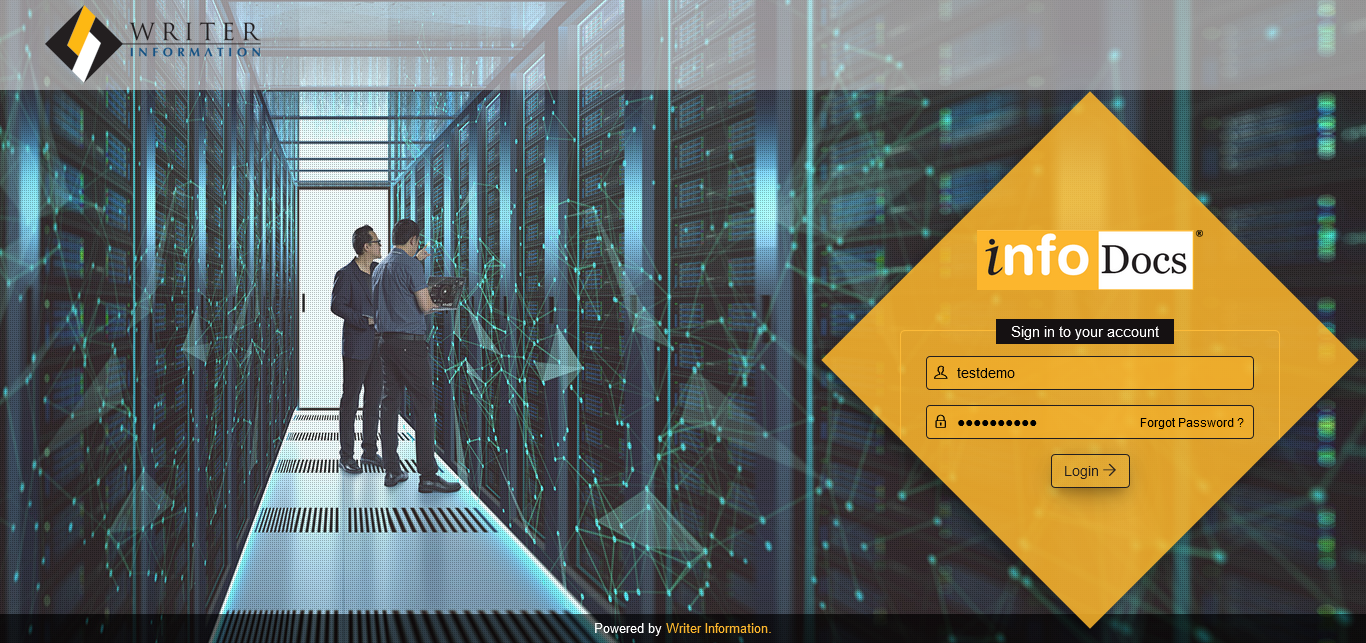 WRITER
INFORMATION
info Docs®
Sign in to your account
testdemo
●●●●●●●●●● Forgot Password ?
Login
Powered by Writer Information.